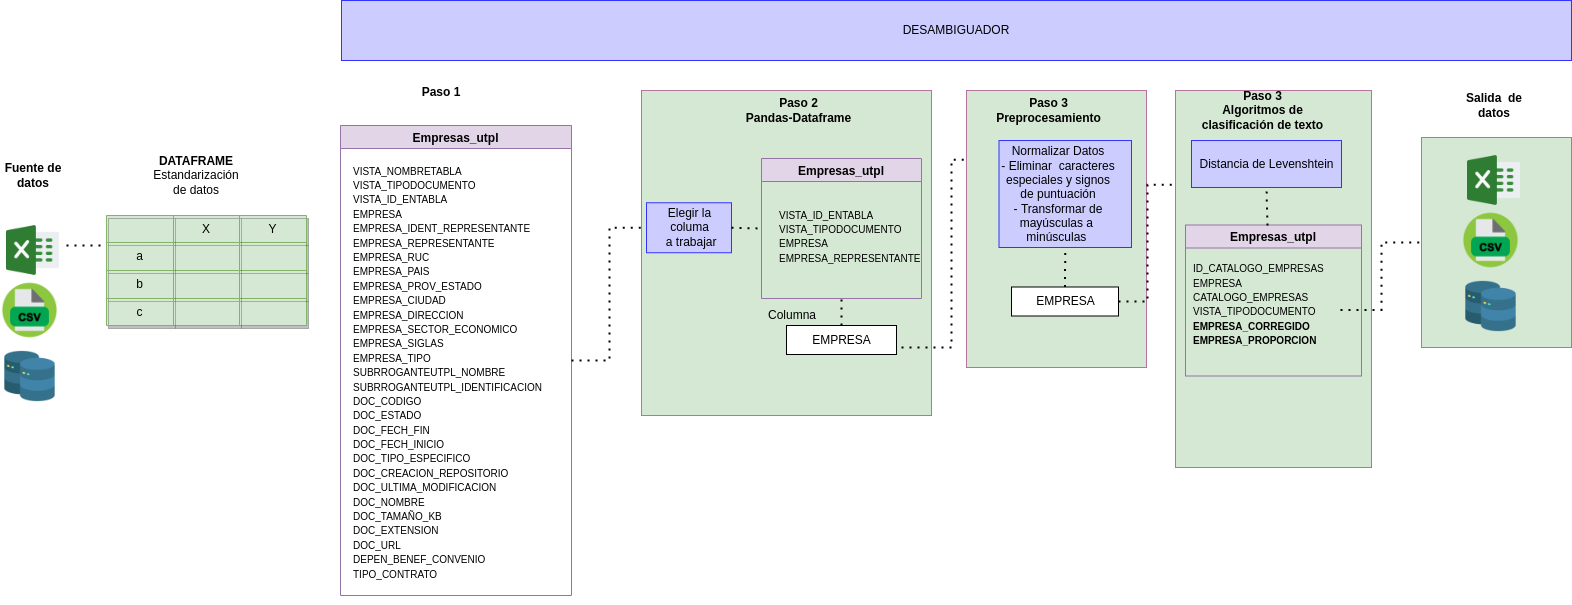 DESAMBIGUADOR
Fuente de
datos
CSV
DATAFRAME
Estandarización
de datos
X
Y
a
b
c
Paso 1
Empresas_utpl
VISTA_NOMBRETABLA
VISTA_TIPODOCUMENTO
VISTA_ID_ENTABLA
EMPRESA
EMPRESA_IDENT_REPRESENTANTE
EMPRESA_REPRESENTANTE
EMPRESA_RUC
EMPRESA_PAIS
EMPRESA_PROV_ESTADO
EMPRESA_CIUDAD
EMPRESA_DIRECCION
EMPRESA_SECTOR_ECONOMICO
EMPRESA_SIGLAS
EMPRESA_TIPO
SUBRROGANTEUTPL_NOMBRE
SUBRROGANTEUTPL_IDENTIFICACION
DOC_CODIGO
DOC_ESTADO
DOC_FECH_FIN
DOC_FECH_INICIO
DOC_TIPO_ESPECIFICO
DOC_CREACION_REPOSITORIO
DOC_ULTIMA_MODIFICACION
DOC_NOMBRE
DOC_TAMAÑO_KB
DOC_EXTENSION
DOC_URL
DEPEN_BENEF_CONVENIO
TIPO_CONTRATO
Paso 2
Pandas-Dataframe
Elegir la
columa
a trabajar
Empresas_utpl
VISTA_ID_ENTABLA
VISTA_TIPODOCUMENTO
EMPRESA
EMPRESA_REPRESENTANTE
Columna
EMPRESA
Paso 3
Preprocesamiento
Normalizar Datos
- Eliminar caracteres
especiales y signos
de puntuación
- Transformar de
mayúsculas a
minúsculas
EMPRESA
Paso 3
Algoritmos de
clasificación de texto
Distancia de Levenshtein
Empresas_utpl
ID_CATALOGO_EMPRESAS
EMPRESA
CATALOGO_EMPRESAS
VISTA_TIPODOCUMENTO
EMPRESA_CORREGIDO
EMPRESA_PROPORCION
Salida de
datos
CSV